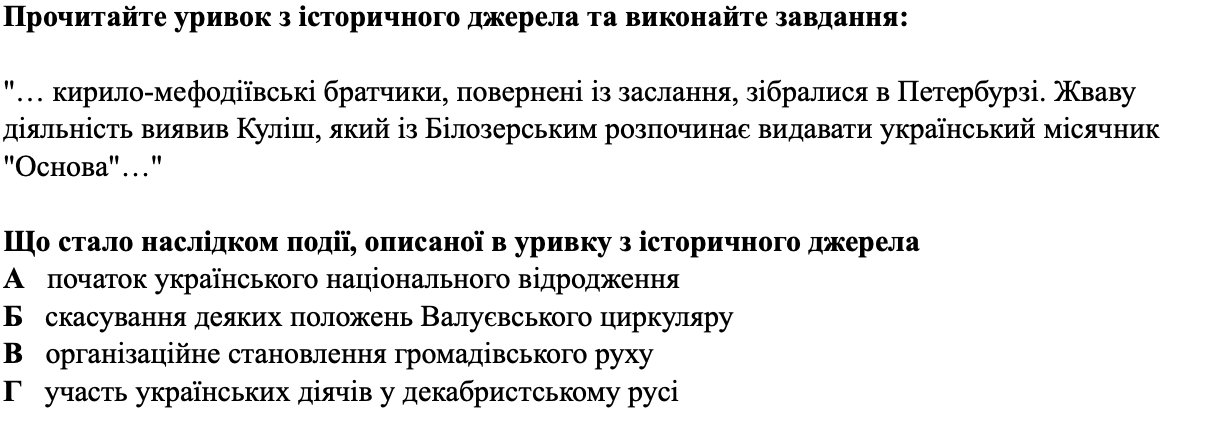 Прочитайте уривок з історичного джерела та виконайте завдання:
"… кирило-мефодіївські братчики, повернені із заслання, зібралися в Петербурзі. Жваву
діяльність виявив Куліш, який із Білозерським розпочинає видавати український місячник
"Основа"…"
Що стало наслідком події, описаної в уривку з історичного джерела
А початок українського національного відродження
Б скасування деяких положень Валуєвського циркуляру
В організаційне становлення громадівського руху
Г участь українських діячів у декабристському русі